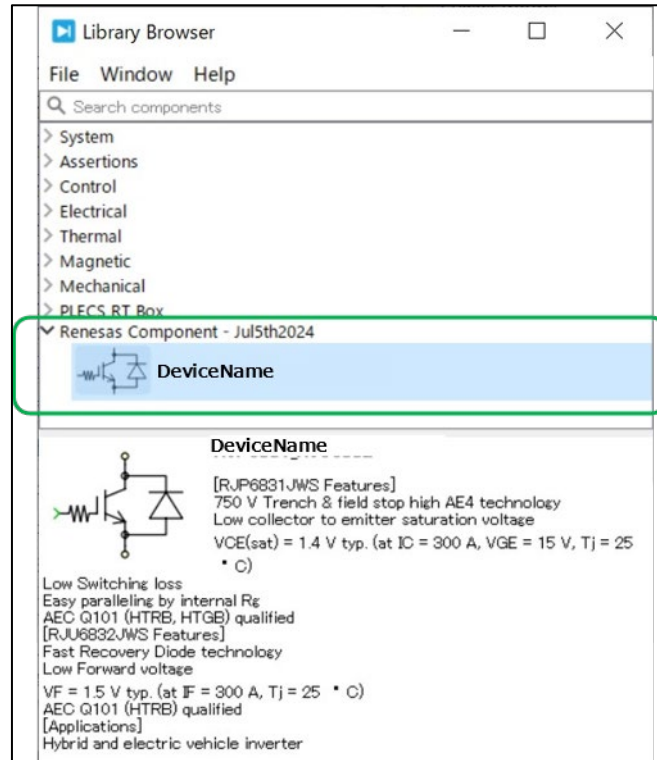 Library Browser
File Window Help
Search components
System
Assertions
Control
Electrical
Thermal
Magnetic
Mechanical
PLECS RT Box
Renesas Component - Jul5th2024
DeviceName
DeviceName
[RJP6831JWS Features]
750 V Trench & field stop high AE4 technology
Low collector to emitter saturation voltage
VCE(sat) = 1.4 V typ. (at IC = 300 A, VGE = 15 V, Tj = 25
° C)
Low Switching loss
Easy paralleling by internal Rg
AEC Q101 (HTRB, HTGB) qualified
[RJU6832JWS Features]
Fast Recovery Diode technology
Low Forward voltage
VF = 1.5 V typ. (at IF = 300 A, Tj = 25 ° C)
AEC Q101 (HTRB) qualified
[Applications]
Hybrid and electric vehicle inverter